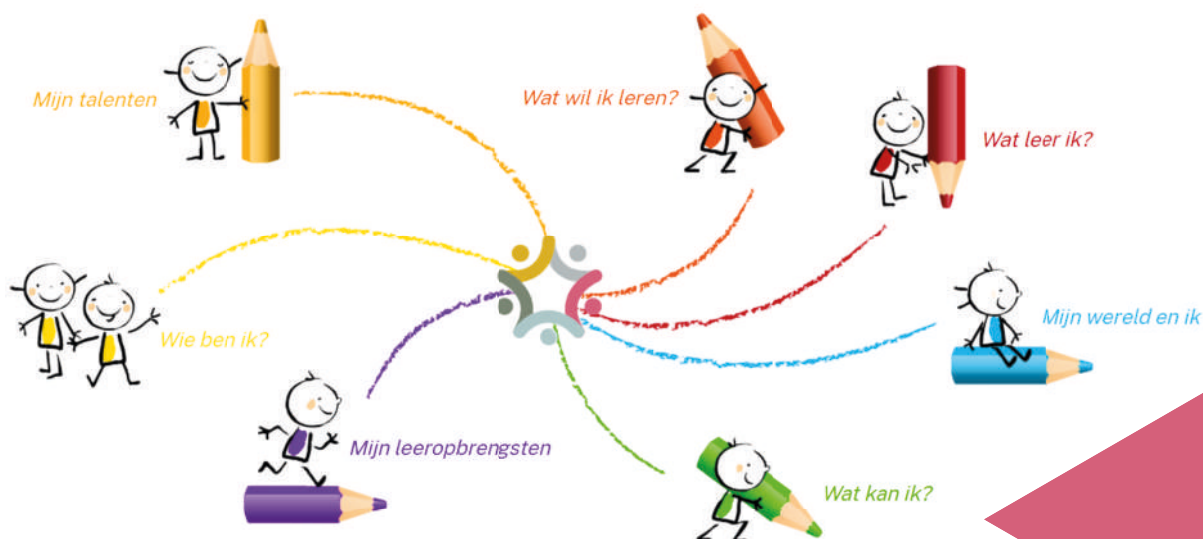 Mijn talenten
Wat wil ik leren?
Wat leer ik?
Mijn wereld en ik
Wie ben ik?
Mijn leeropbrengsten
Wat kan ik?